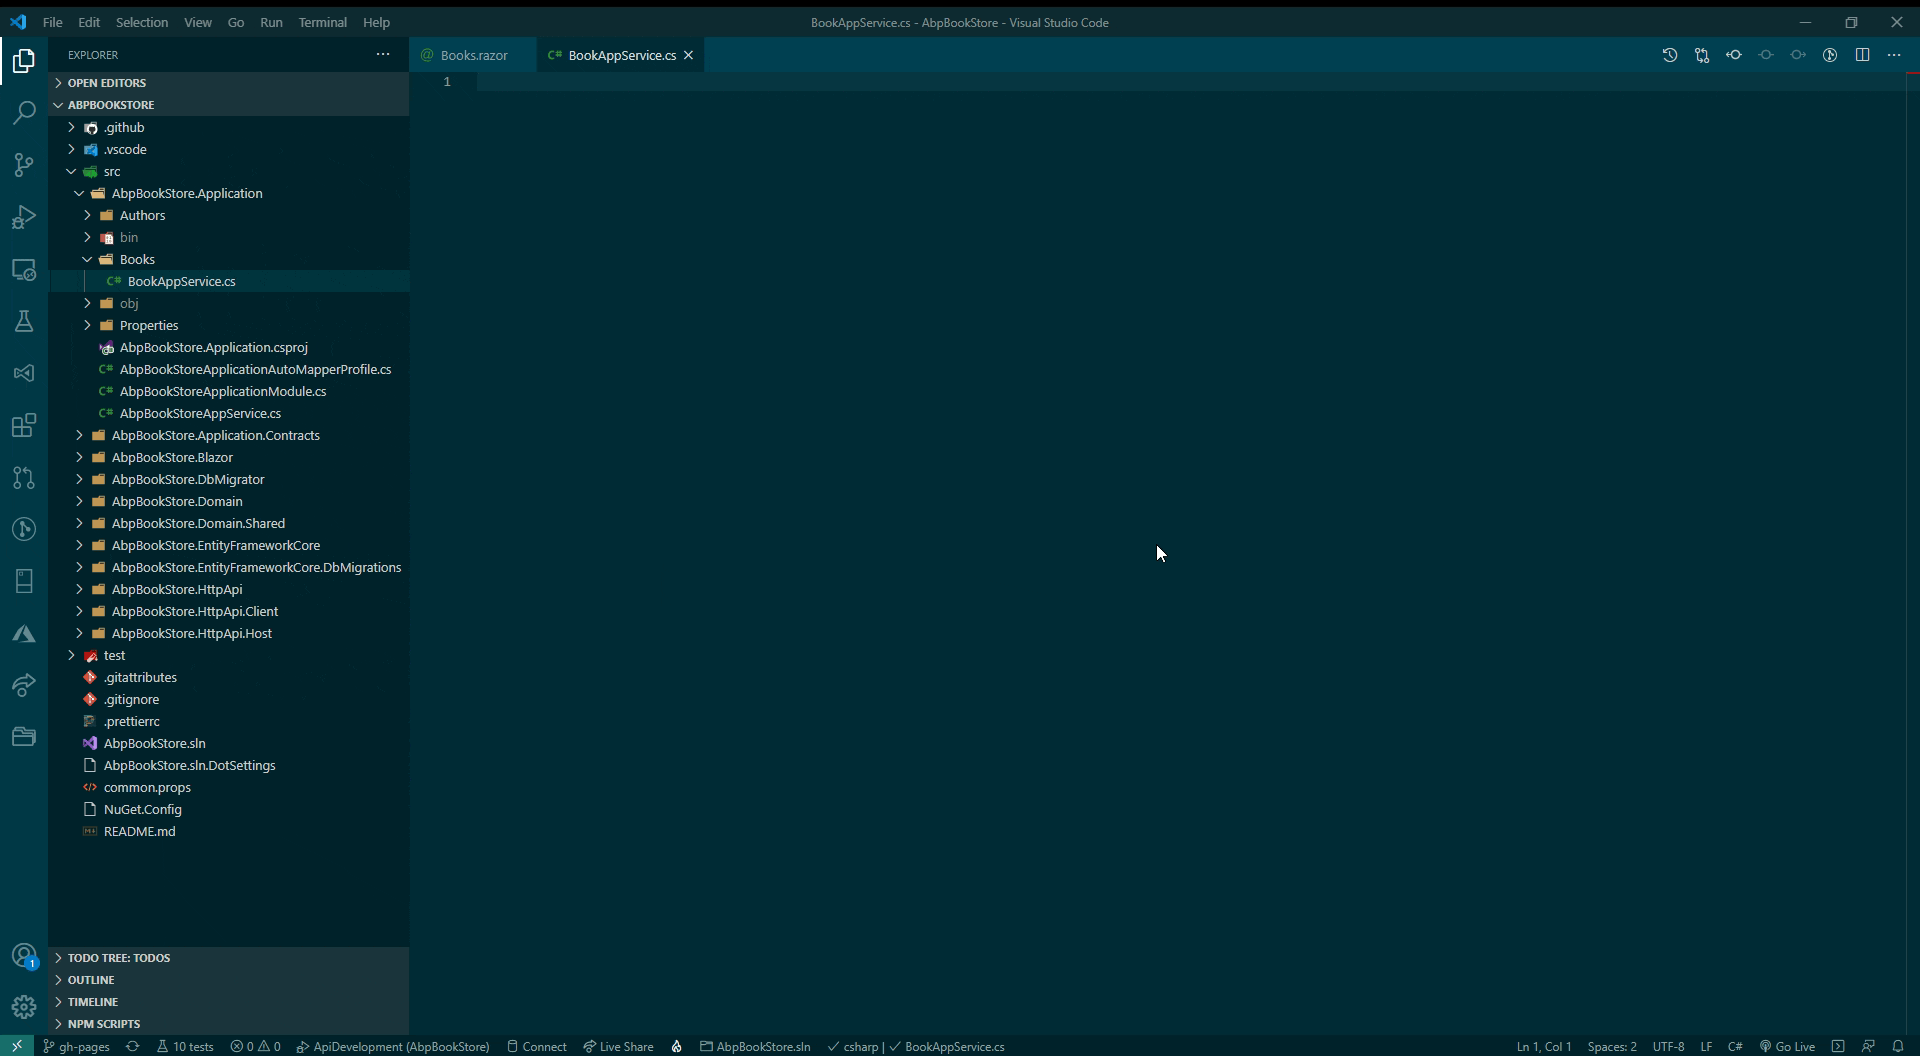 File Edit Selection View Go Run Terminal Help
BookAppService.cs - AbpBookStore - Visual Studio Code
EXPLORER
Books.razor
C# BookAppService.cs
OPEN EDITORS
1
ABPBOOKSTORE
.github
.vscode
src
AbpBookStore.Application
Authors
bin
Books
C# BookAppService.cs
obj
Properties
AbpBookStore.Application.csproj
C# AbpBookStoreApplicationAutoMapperProfile.cs
C# AbpBookStoreApplicationModule.cs
C# AbpBookStoreAppService.cs
AbpBookStore.Application.Contracts
AbpBookStore.Blazor
AbpBookStore.DbMigrator
AbpBookStore.Domain
AbpBookStore.Domain.Shared
AbpBookStore.EntityFrameworkCore
AbpBookStore.EntityFrameworkCore.DbMigrations
AbpBookStore.HttpApi
AbpBookStore.HttpApi.Client
AbpBookStore.HttpApi.Host
test
.gitattributes
.gitignore
.prettierrc
AbpBookStore.sln
AbpBookStore.sln.DotSettings
common.props
NuGet.Config
README.md
TODO TREE: TODOS
1
OUTLINE
TIMELINE
NPM SCRIPTS
gh-pages 10 tests 0 0 ApiDevelopment (AbpBookStore) Connect Live Share AbpBookStore.sln csharp | BookAppService.cs Ln 1, Col 1 Spaces: 2 UTF-8 LF C# Go Live